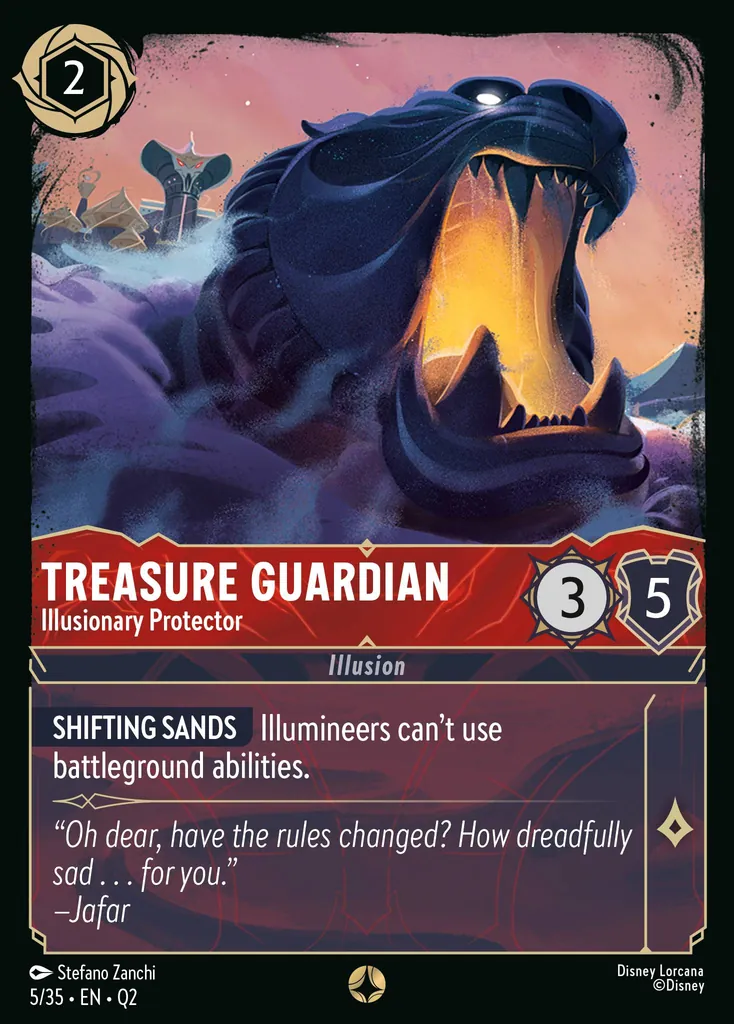 2
TREASURE GUARDIAN
Illusionary Protector
3
5
Illusion
SHIFTING SANDS Illumineers can’t use
battleground abilities.
“Oh dear, have the rules changed? How dreadfully
sad . . . for you.”
–Jafar
Stefano Zanchi
5/35 • EN • Q2
Disney Lorcana
©Disney